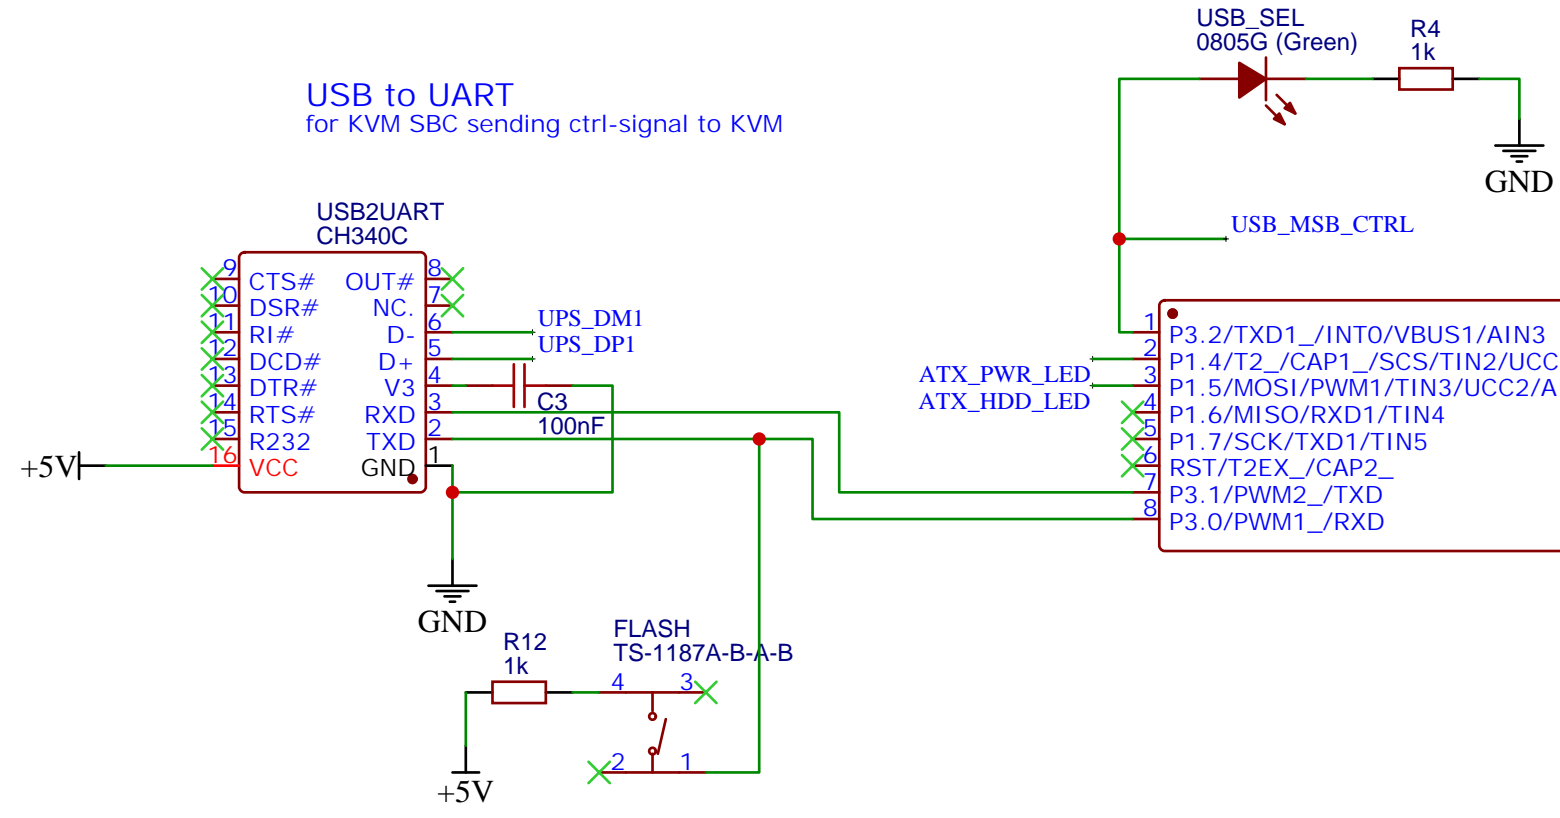 USB_SEL
0805G (Green)
R4
1k
GND
USB to UART
for KVM SBC sending ctrl-signal to KVM
USB_MSB_CTRL
USB2UART
CH340C
9 CTS# OUT# 8
10 DSR# NC. 7
11 RI# D- 6
12 DCD# D+ 5
13 DTR# V3 4
14 RTS# RXD 3
15 R232 TXD 2
16 VCC GND 1
+5V
UPS_DM1
UPS_DP1
C3
100nF
GND
ATX_PWR_LED
ATX_HDD_LED
1 P3.2/TXD1_/INT0/VBUS1/AIN3
2 P1.4/T2_/CAP1_/SCS/TIN2/UCC
3 P1.5/MOSI/PWM1/TIN3/UCC2/A
4 P1.6/MISO/RXD1/TIN4
5 P1.7/SCK/TXD1/TIN5
6 RST/T2EX_/CAP2_
7 P3.1/PWM2_/TXD
8 P3.0/PWM1_/RXD
R12
1k
FLASH
TS-1187A-B-A-B
4 3
2 1
+5V